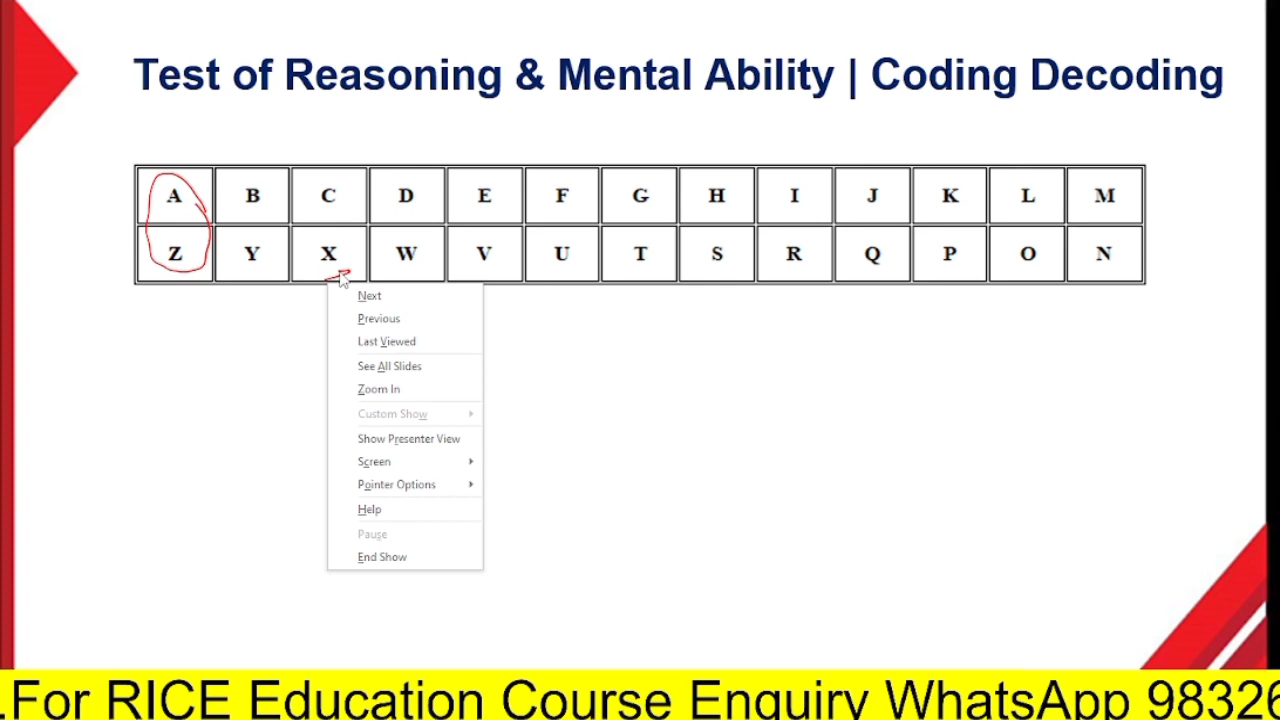 Test of Reasoning & Mental Ability | Coding Decoding
A B C D E F G H I J K L M
Z Y X W V U T S R Q P O N
Next
Previous
Last Viewed
See All Slides
Zoom In
Custom Show
Show Presenter View
Screen
Pointer Options
Help
Pause
End Show
.For RICE Education Course Enquiry WhatsApp 98326